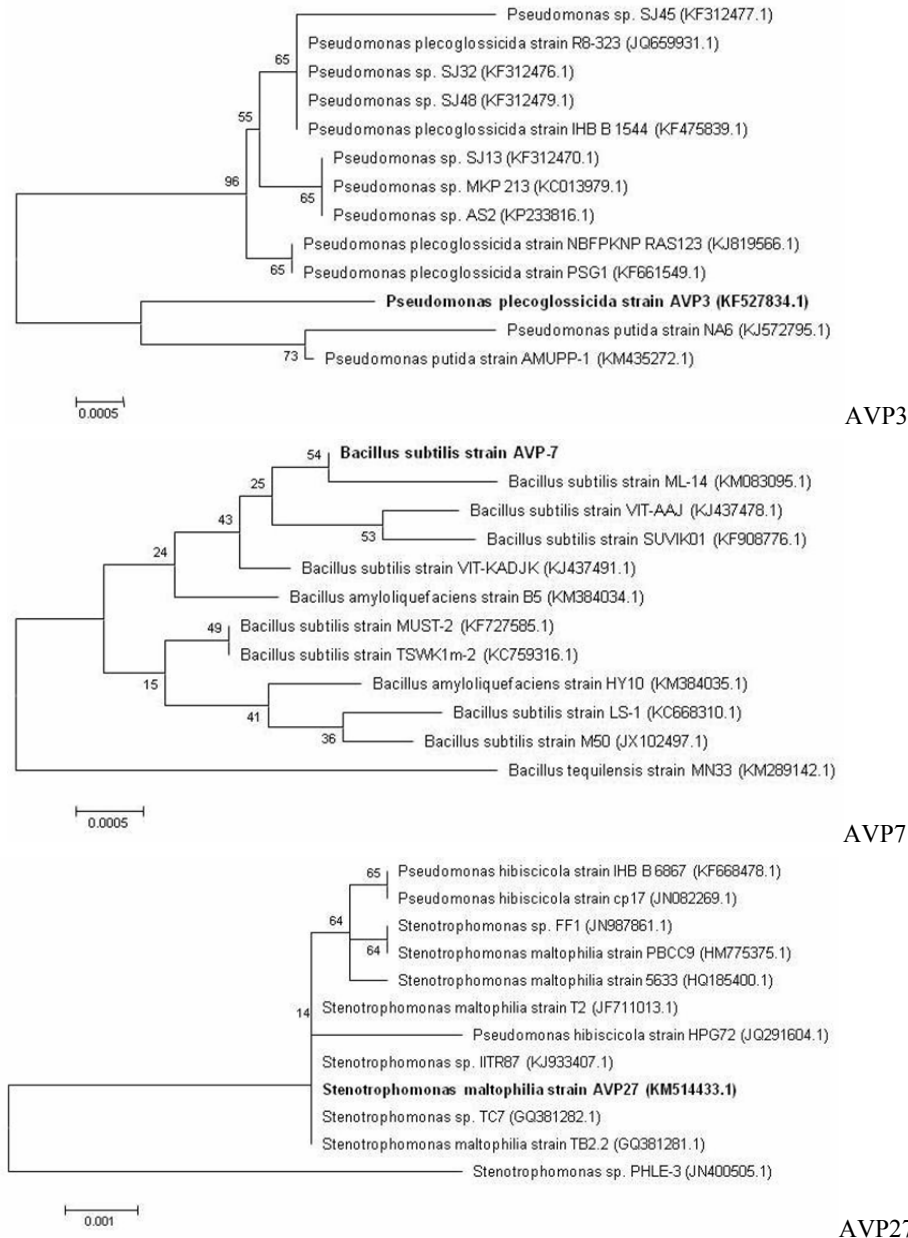 Pseudomonas sp. SJ45 (KF312477.1)
Pseudomonas plecoglossicida strain R8-323 (JQ659931.1)
65
Pseudomonas sp. SJ32 (KF312476.1)
Pseudomonas sp. SJ48 (KF312479.1)
55
Pseudomonas plecoglossicida strain IHB B 1544 (KF475839.1)
Pseudomonas sp. SJ13 (KF312470.1)
96
Pseudomonas sp. MKP 213 (KC013979.1)
65
Pseudomonas sp. AS2 (KP233816.1)
Pseudomonas plecoglossicida strain NBFPKNP RAS123 (KJ819566.1)
65
Pseudomonas plecoglossicida strain PSG1 (KF661549.1)
Pseudomonas plecoglossicida strain AVP3 (KF527834.1)
Pseudomonas putida strain NA6 (KJ572795.1)
73
Pseudomonas putida strain AMUPP-1 (KM435272.1)
0.0005
AVP3
54
Bacillus subtilis strain AVP-7
25
Bacillus subtilis strain ML-14 (KM083095.1)
43
Bacillus subtilis strain VIT-AAJ (KJ437478.1)
53
Bacillus subtilis strain SUVIK01 (KF908776.1)
24
Bacillus subtilis strain VIT-KADJK (KJ437491.1)
Bacillus amyloliquefaciens strain B5 (KM384034.1)
49
Bacillus subtilis strain MUST-2 (KF727585.1)
Bacillus subtilis strain TSWK1m-2 (KC759316.1)
15
Bacillus amyloliquefaciens strain HY10 (KM384035.1)
41
Bacillus subtilis strain LS-1 (KC668310.1)
36
Bacillus subtilis strain M50 (JX102497.1)
Bacillus tequilensis strain MN33 (KM289142.1)
0.0005
AVP7
65
Pseudomonas hibiscicola strain IHB B 6867 (KF668478.1)
Pseudomonas hibiscicola strain cp17 (JN082269.1)
64
Stenotrophomonas sp. FF1 (JN987861.1)
64
Stenotrophomonas maltophilia strain PBCC9 (HM775375.1)
Stenotrophomonas maltophilia strain 5633 (HQ185400.1)
14
Stenotrophomonas maltophilia strain T2 (JF711013.1)
Pseudomonas hibiscicola strain HPG72 (JQ291604.1)
Stenotrophomonas sp. IITR87 (KJ933407.1)
Stenotrophomonas maltophilia strain AVP27 (KM514433.1)
Stenotrophomonas sp. TC7 (GQ381282.1)
Stenotrophomonas maltophilia strain TB2.2 (GQ381281.1)
Stenotrophomonas sp. PHLE-3 (JN400505.1)
0.001
AVP27